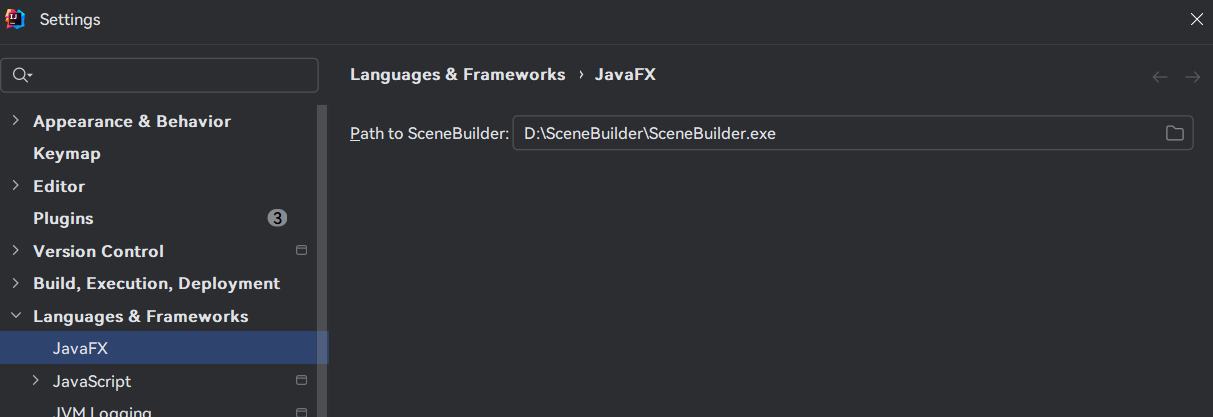 Settings
Languages & Frameworks › JavaFX
Appearance & Behavior
Path to SceneBuilder: D:\SceneBuilder\SceneBuilder.exe
Keymap
Editor
Plugins 3
Version Control
Build, Execution, Deployment
Languages & Frameworks
JavaFX
JavaScript
JVM Logging